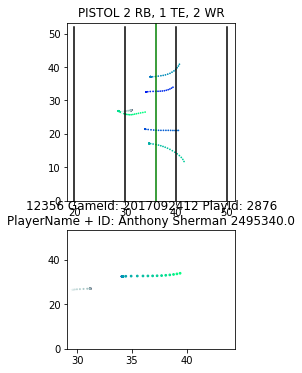 PISTOL 2 RB, 1 TE, 2 WR
50
40
30
20
10
0
20 30 40 50
12356 GameId: 2017092412 PlayId: 2876
PlayerName + ID: Anthony Sherman 2495340.0
40
20
0
30 35 40